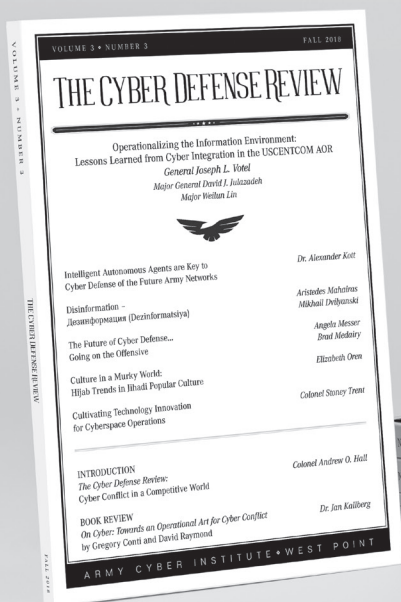 VOLUME 3 ♦ NUMBER 3
FALL 2018
THE CYBER DEFENSE REVIEW
Operationalizing the Information Environment:
Lessons Learned from Cyber Integration in the USCENTCOM AOR
General Joseph L. Votel
Major General David J. Julazadeh
Major Weilun Lin
Intelligent Autonomous Agents are Key to
Cyber Defense of the Future Army Networks
Dr. Alexander Kott
Disinformation –
Дезинформация (Dezinformatsiya)
Aristedes Mahairas
Mikhail Dvilyanski
The Future of Cyber Defense...
Going on the Offensive
Angela Messer
Brad Medairy
Culture in a Murky World:
Hijab Trends in Jihadi Popular Culture
Elizabeth Oren
Cultivating Technology Innovation
for Cyberspace Operations
Colonel Stoney Trent
INTRODUCTION
The Cyber Defense Review:
Cyber Conflict in a Competitive World
Colonel Andrew O. Hall
BOOK REVIEW
On Cyber: Towards an Operational Art for Cyber Conflict
by Gregory Conti and David Raymond
Dr. Jan Kallberg
ARMY CYBER INSTITUTE ♦ WEST POINT
VOLUME 3 ♦ NUMBER 3
THE CYBER DEFENSE REVIEW
FALL 2018